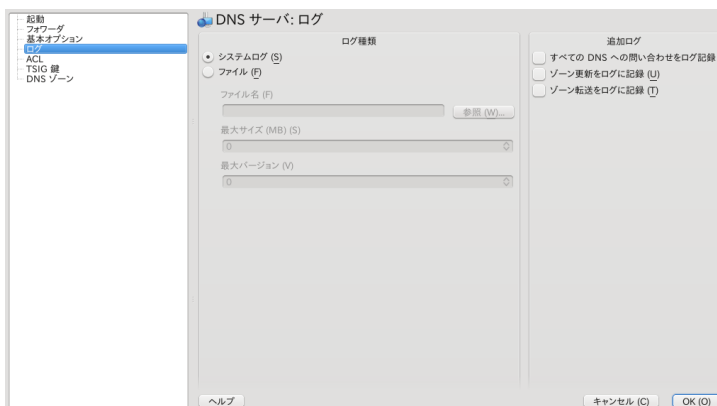 起動
フォワーダ
基本オプション
ログ
ACL
TSIG 鍵
DNS ゾーン
DNS サーバ: ログ
ログ種類
システムログ (S)
ファイル (F)
ファイル名 (F)
参照 (W)...
最大サイズ (MB) (S)
0
最大バージョン (V)
0
追加ログ
すべての DNS への問い合わせをログ記録
ゾーン更新をログに記録 (U)
ゾーン転送をログに記録 (T)
ヘルプ
キャンセル (C)
OK (O)